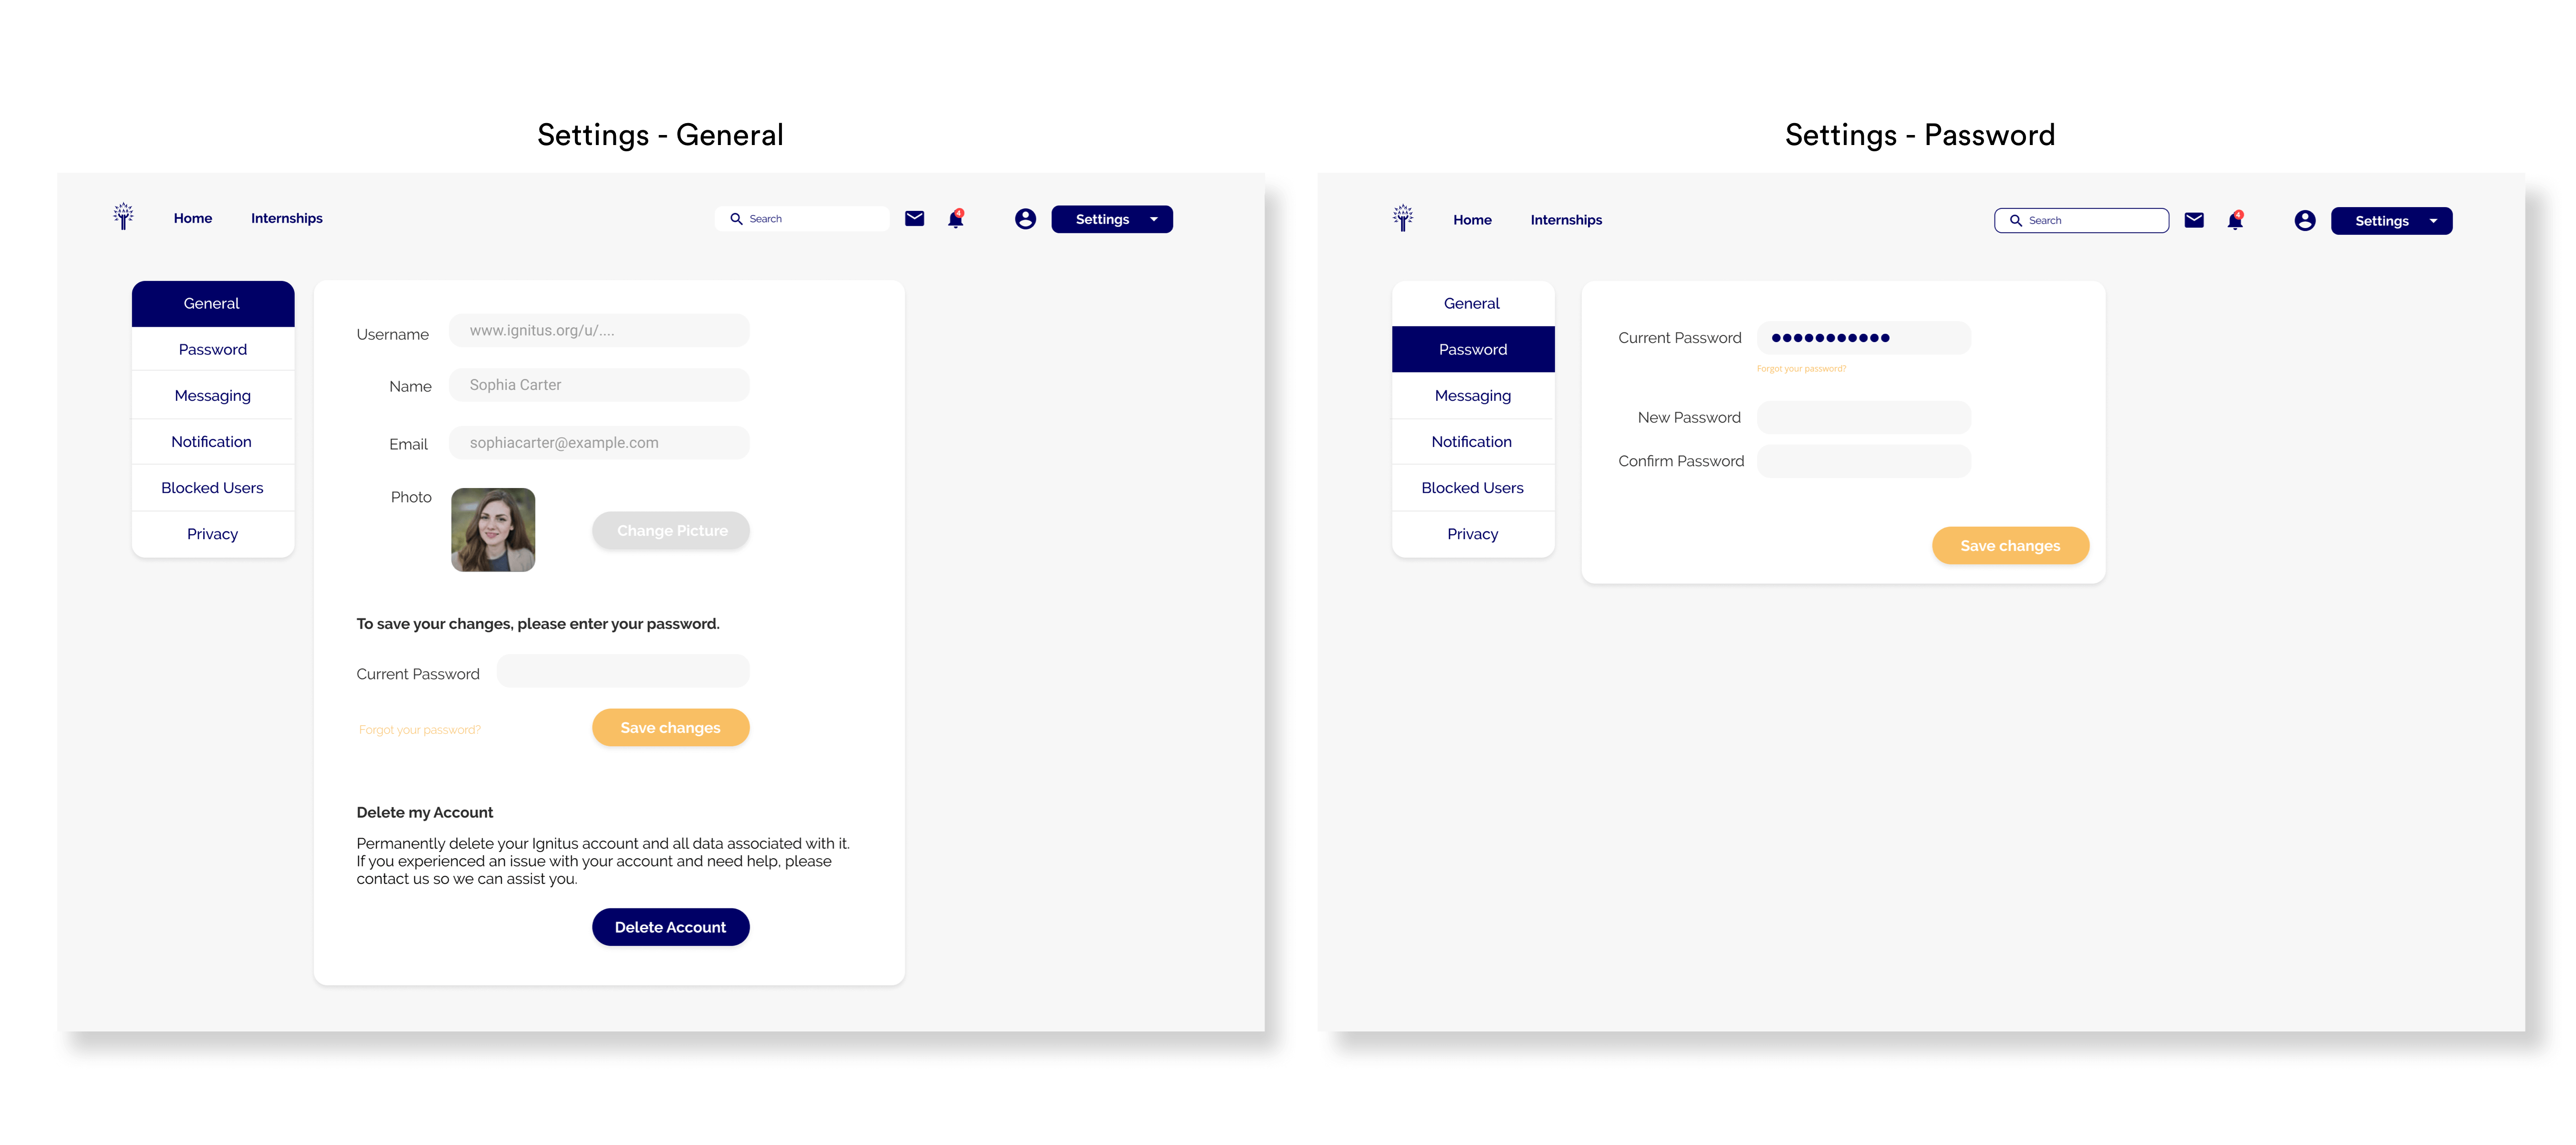 Settings - General
Home
Internships
Search
4
Settings
General
Password
Messaging
Notification
Blocked Users
Privacy
Username
www.ignitus.org/u/....
Name
Sophia Carter
Email
sophiacarter@example.com
Photo
Change Picture
To save your changes, please enter your password.
Current Password
Forgot your password?
Save changes
Delete my Account
Permanently delete your Ignitus account and all data associated with it.
If you experienced an issue with your account and need help, please
contact us so we can assist you.
Delete Account
Settings - Password
Home
Internships
Search
4
Settings
General
Password
Messaging
Notification
Blocked Users
Privacy
Current Password
Forgot your password?
New Password
Confirm Password
Save changes